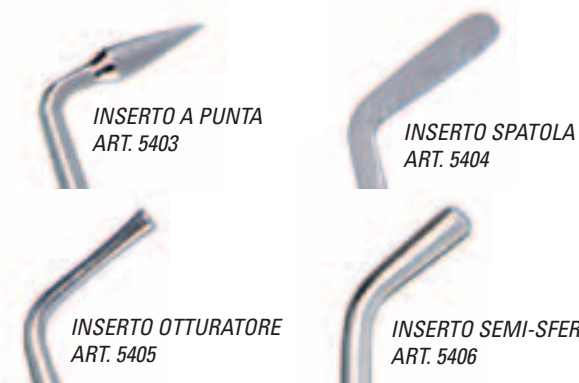 INSERTO A PUNTA
ART. 5403
INSERTO SPATOLA
ART. 5404
INSERTO OTTURATORE
ART. 5405
INSERTO SEMI-SFER
ART. 5406